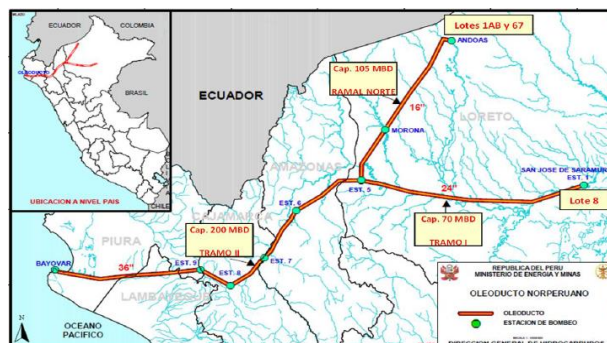 ECUADOR
COLOMBIA
OLEODUCTO
BRASIL
CHILE
UBICACION A NIVEL PAIS
ECUADOR
Lotes 1AB y 67
ANDOAS
Cap. 105 MBD
RAMAL NORTE
16"
LORETO
MORONA
AMAZONAS
SAN JOSE DE SARAMURO
EST. 1
EST. 5
24"
Lote 8
EST. 6
CAJAMARCA
Cap. 200 MBD
TRAMO II
Cap. 70 MBD
TRAMO I
PIURA
EST. 7
EST. 9
EST. 8
BAYOVAR
36"
LAMBAYEQUE
OCEANO
PACIFICO
N
REPUBLICA DEL PERU
MINISTERIO DE ENERGIA Y MINAS
OLEODUCTO NORPERUANO
OLEODUCTO
ESTACION DE BOMBEO
DIRECCION GENERAL DE HIDROCARBUROS